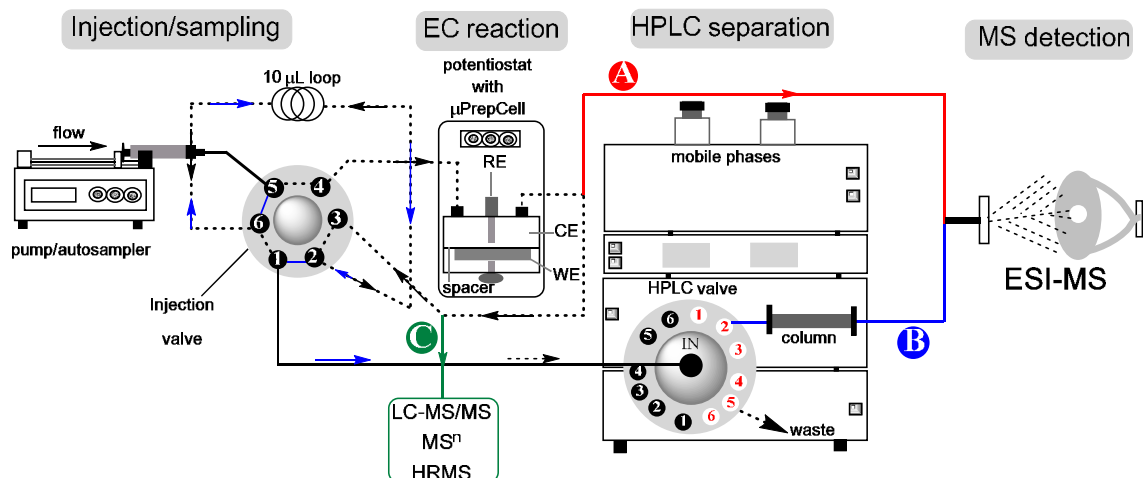 Injection/sampling
EC reaction
HPLC separation
MS detection
10 µL loop
potentiostat
with
µPrepCell
A
flow
RE
mobile phases
5
4
6
3
1
2
CE
WE
spacer
pump/autosampler
ESI-MS
Injection
valve
HPLC valve
6
1
5
2
IN
3
4
4
3
5
2
6
1
column
B
waste
C
LC-MS/MS
MSⁿ
HRMS